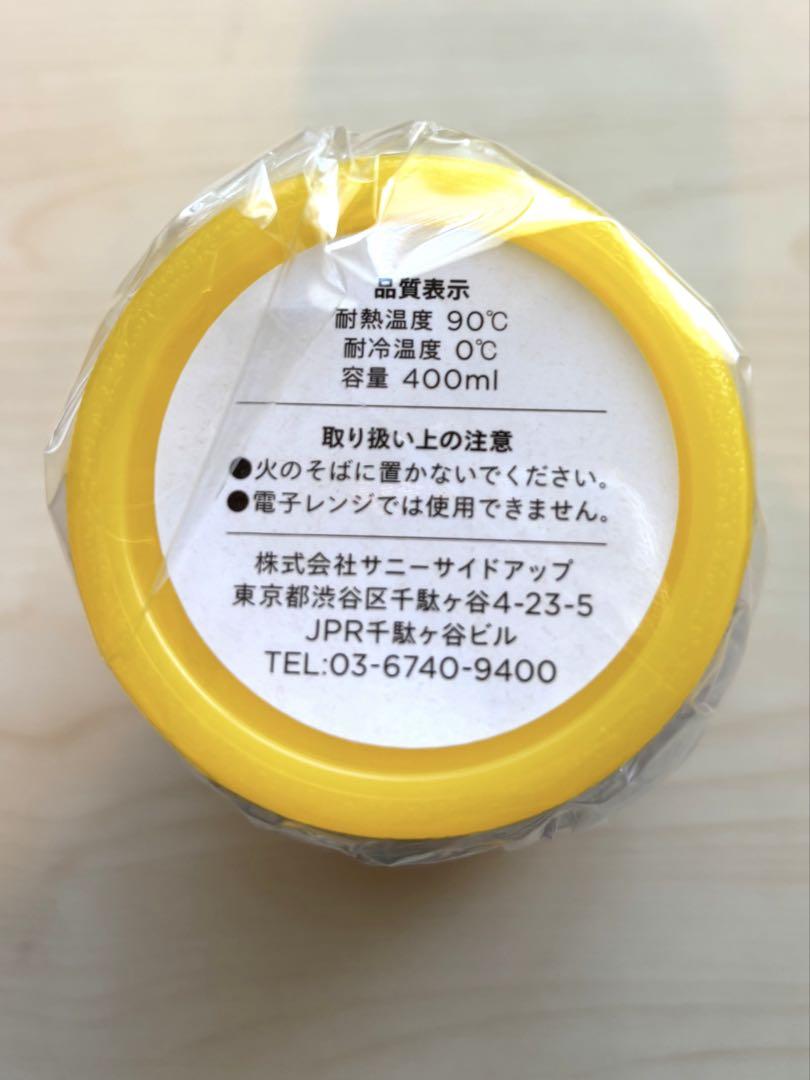 品質表示
耐熱温度 90℃
耐冷温度 0℃
容量 400ml
取り扱い上の注意
●火のそばに置かないでください。
●電子レンジでは使用できません。
株式会社サニーサイドアップ
東京都渋谷区千駄ヶ谷4-23-5
JPR千駄ヶ谷ビル
TEL:03-6740-9400